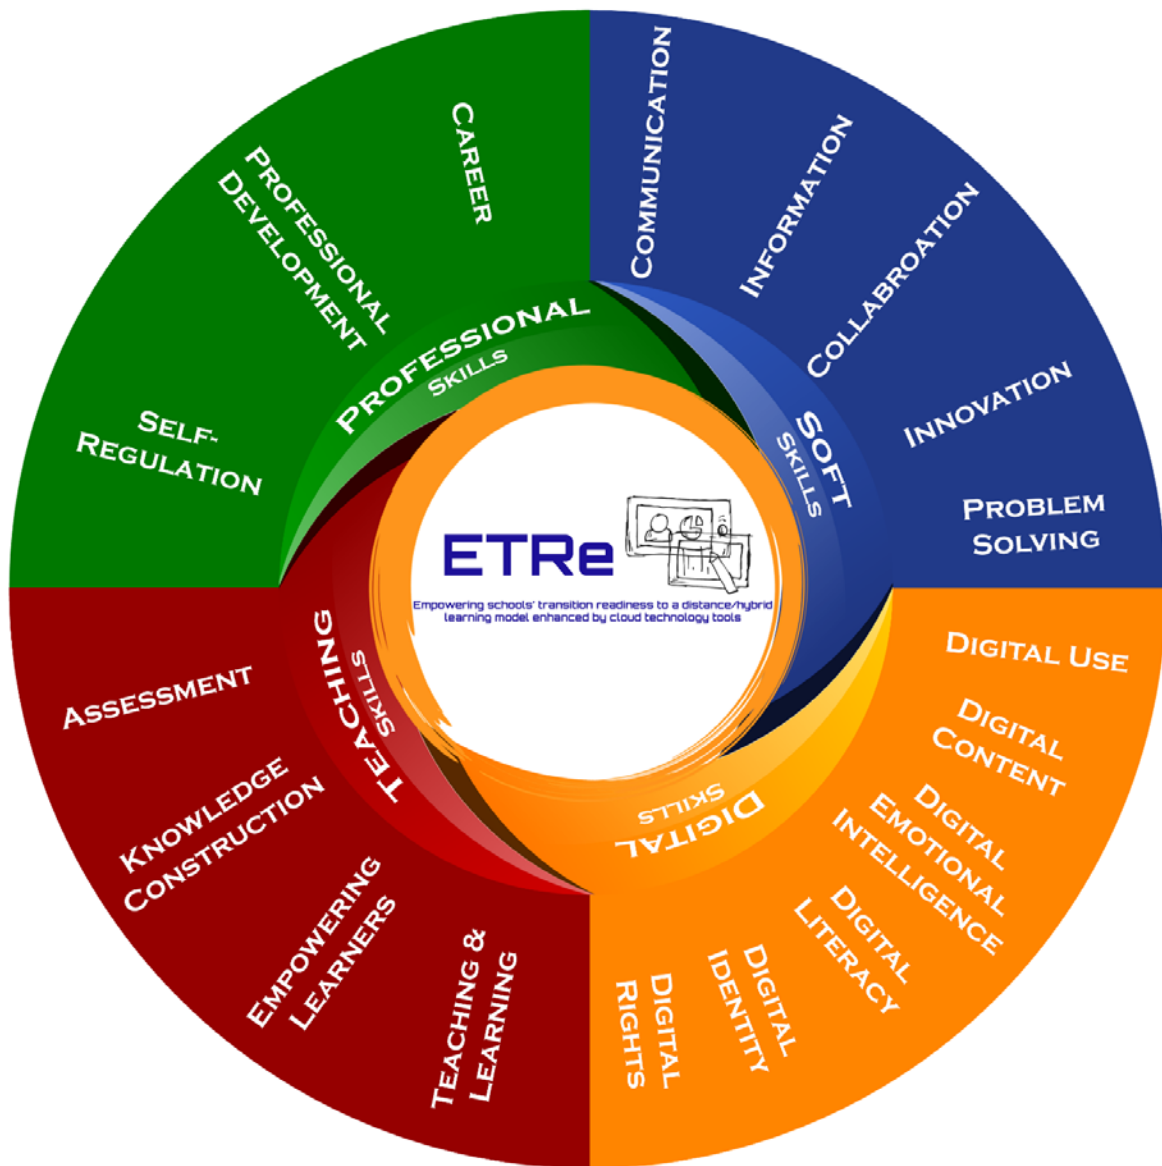 CAREER
PROFESSIONAL
DEVELOPMENT
SELF-
REGULATION
PROFESSIONAL
SKILLS
COMMUNICATION
INFORMATION
COLLABROATION
INNOVATION
PROBLEM
SOLVING
SOFT
SKILLS
ETRe
Empowering schools' transition readiness to a distance/hybrid
learning model enhanced by cloud technology tools
DIGITAL USE
DIGITAL
CONTENT
DIGITAL
EMOTIONAL
INTELLIGENCE
DIGITAL
LITERACY
DIGITAL
IDENTITY
DIGITAL
RIGHTS
DIGITAL
SKILLS
TEACHING
SKILLS
ASSESSMENT
KNOWLEDGE
CONSTRUCTION
EMPOWERING
LEARNERS
TEACHING &
LEARNING